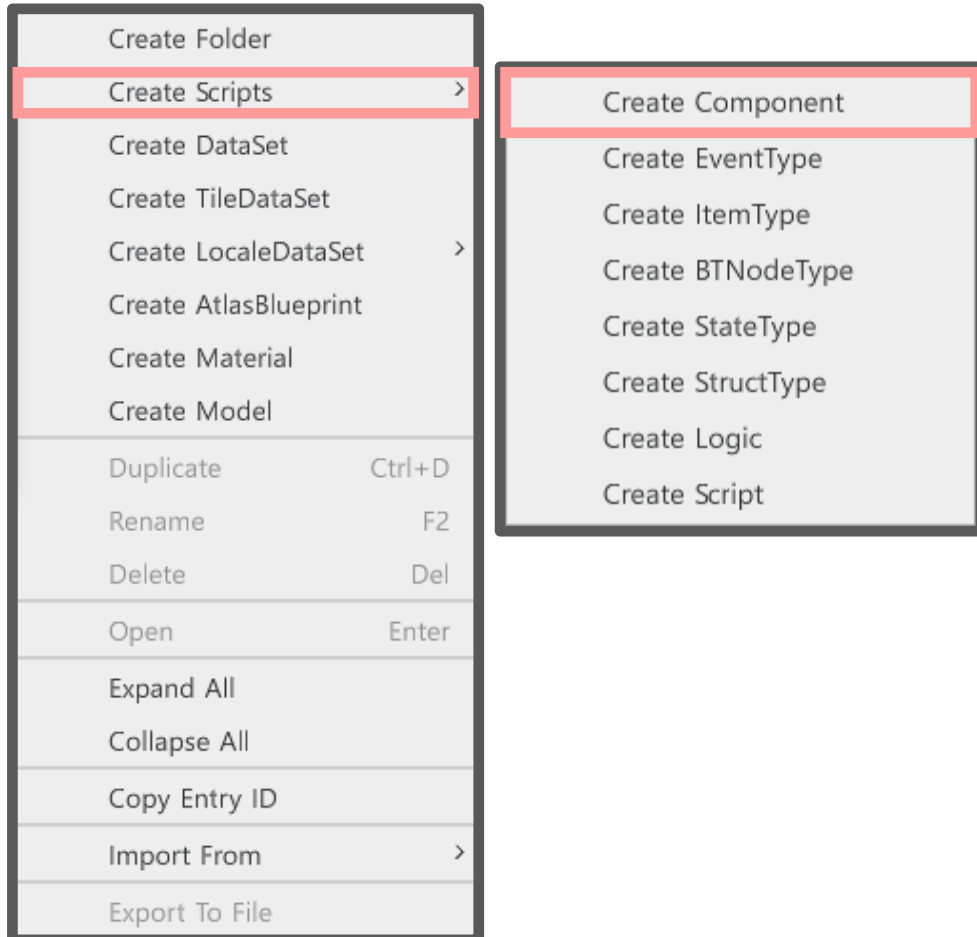 Create Folder
Create Scripts >
Create DataSet
Create TileDataSet
Create LocaleDataSet >
Create AtlasBlueprint
Create Material
Create Model
Duplicate Ctrl+D
Rename F2
Delete Del
Open Enter
Expand All
Collapse All
Copy Entry ID
Import From >
Export To File
Create Component
Create EventType
Create ItemType
Create BTNodeType
Create StateType
Create StructType
Create Logic
Create Script